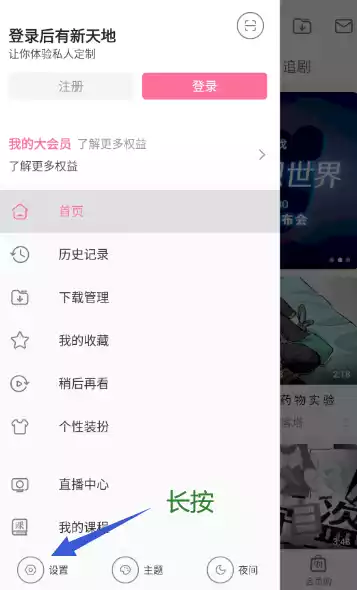 登录后有新天地
让你体验私人定制
注册
登录
我的大会员 了解更多权益
了解更多权益
首页
历史记录
下载管理
我的收藏
稍后再看
个性装扮
直播中心
我的课程
长按
设置
主题
夜间
追剧
世界
布会
2:18
药物实验
3:46